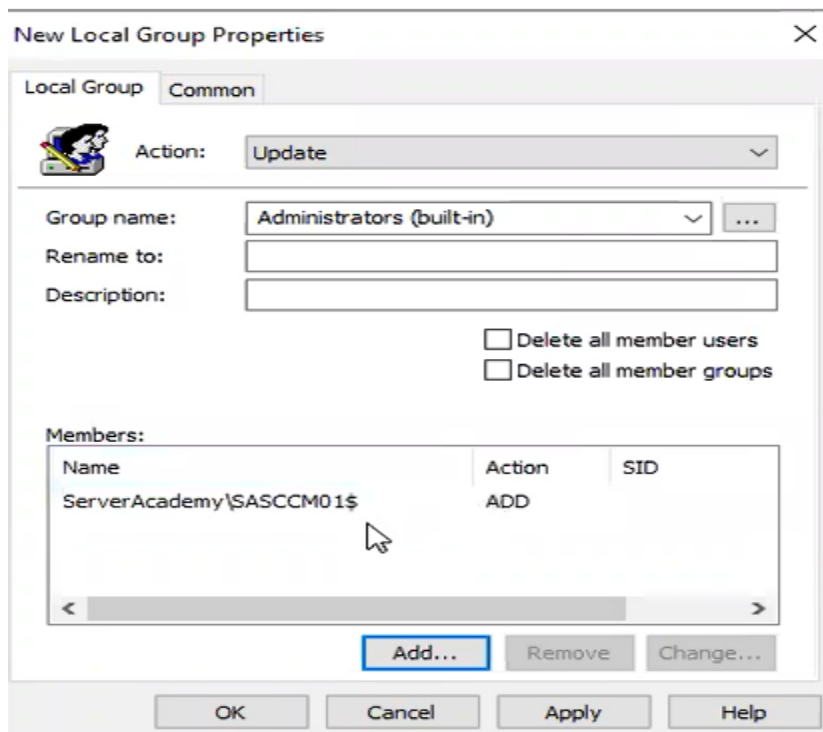 New Local Group Properties
Local Group Common
Action: Update
Group name: Administrators (built-in) ...
Rename to:
Description:
Delete all member users
Delete all member groups
Members:
Name Action SID
ServerAcademy\SASCCM01$ ADD
Add... Remove Change...
OK Cancel Apply Help